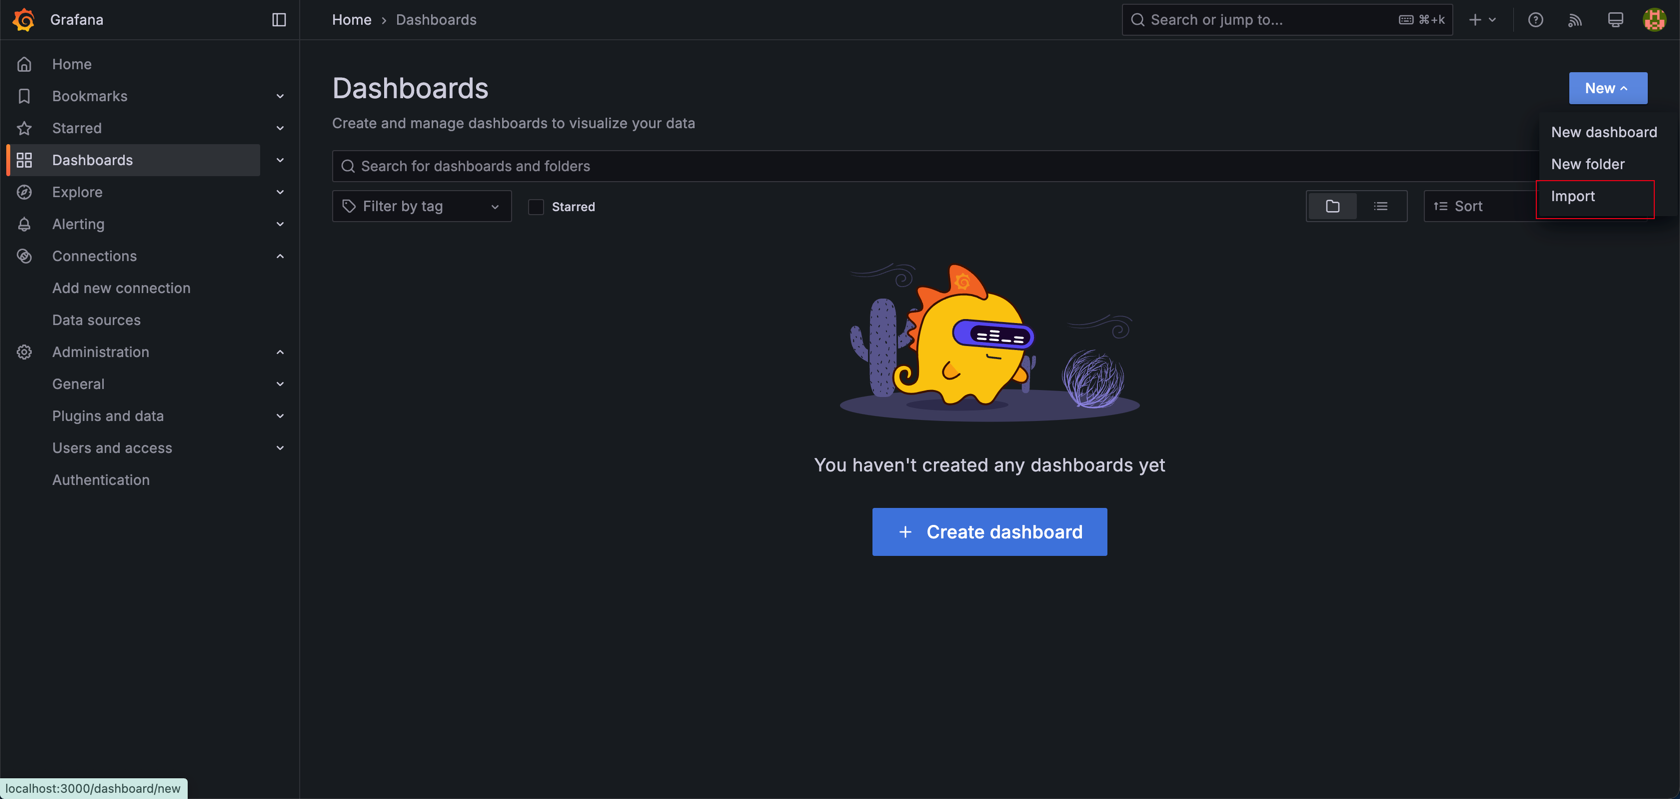 Grafana
Home › Dashboards
Search or jump to...
⌘+k
Home
Bookmarks
Starred
Dashboards
Explore
Alerting
Connections
Add new connection
Data sources
Administration
General
Plugins and data
Users and access
Authentication
Dashboards
Create and manage dashboards to visualize your data
New
New dashboard
New folder
Import
Search for dashboards and folders
Filter by tag
Starred
Sort
You haven't created any dashboards yet
+ Create dashboard
localhost:3000/dashboard/new